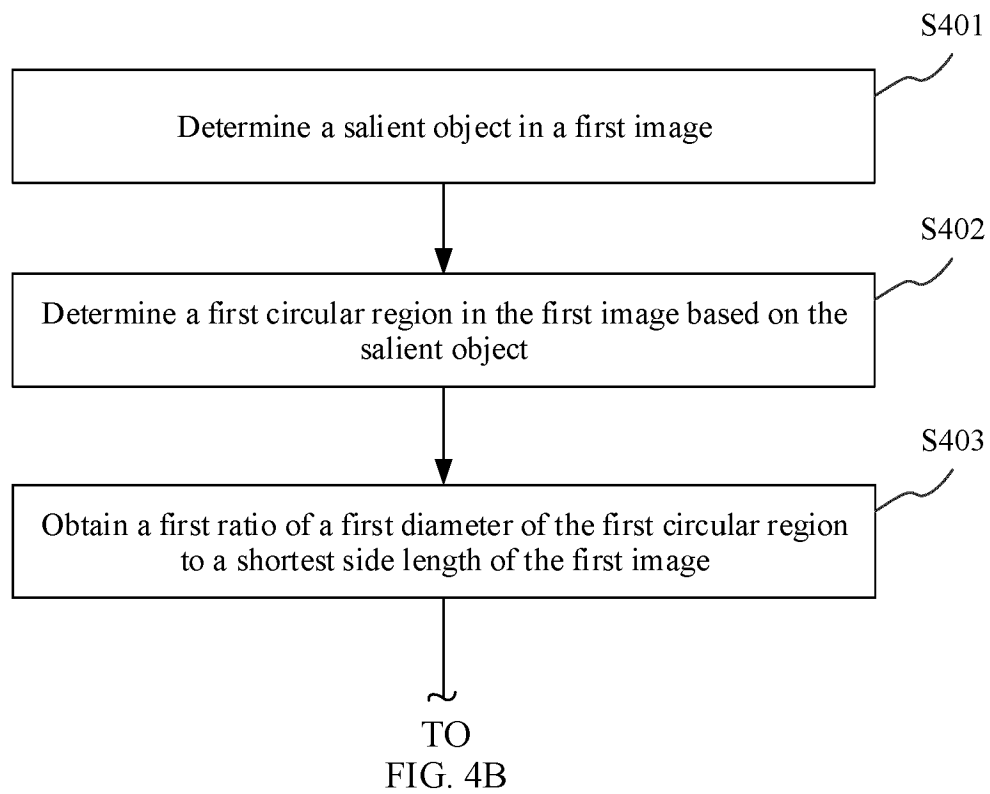 S401
Determine a salient object in a first image
S402
Determine a first circular region in the first image based on the
salient object
S403
Obtain a first ratio of a first diameter of the first circular region
to a shortest side length of the first image
TO
FIG. 4B